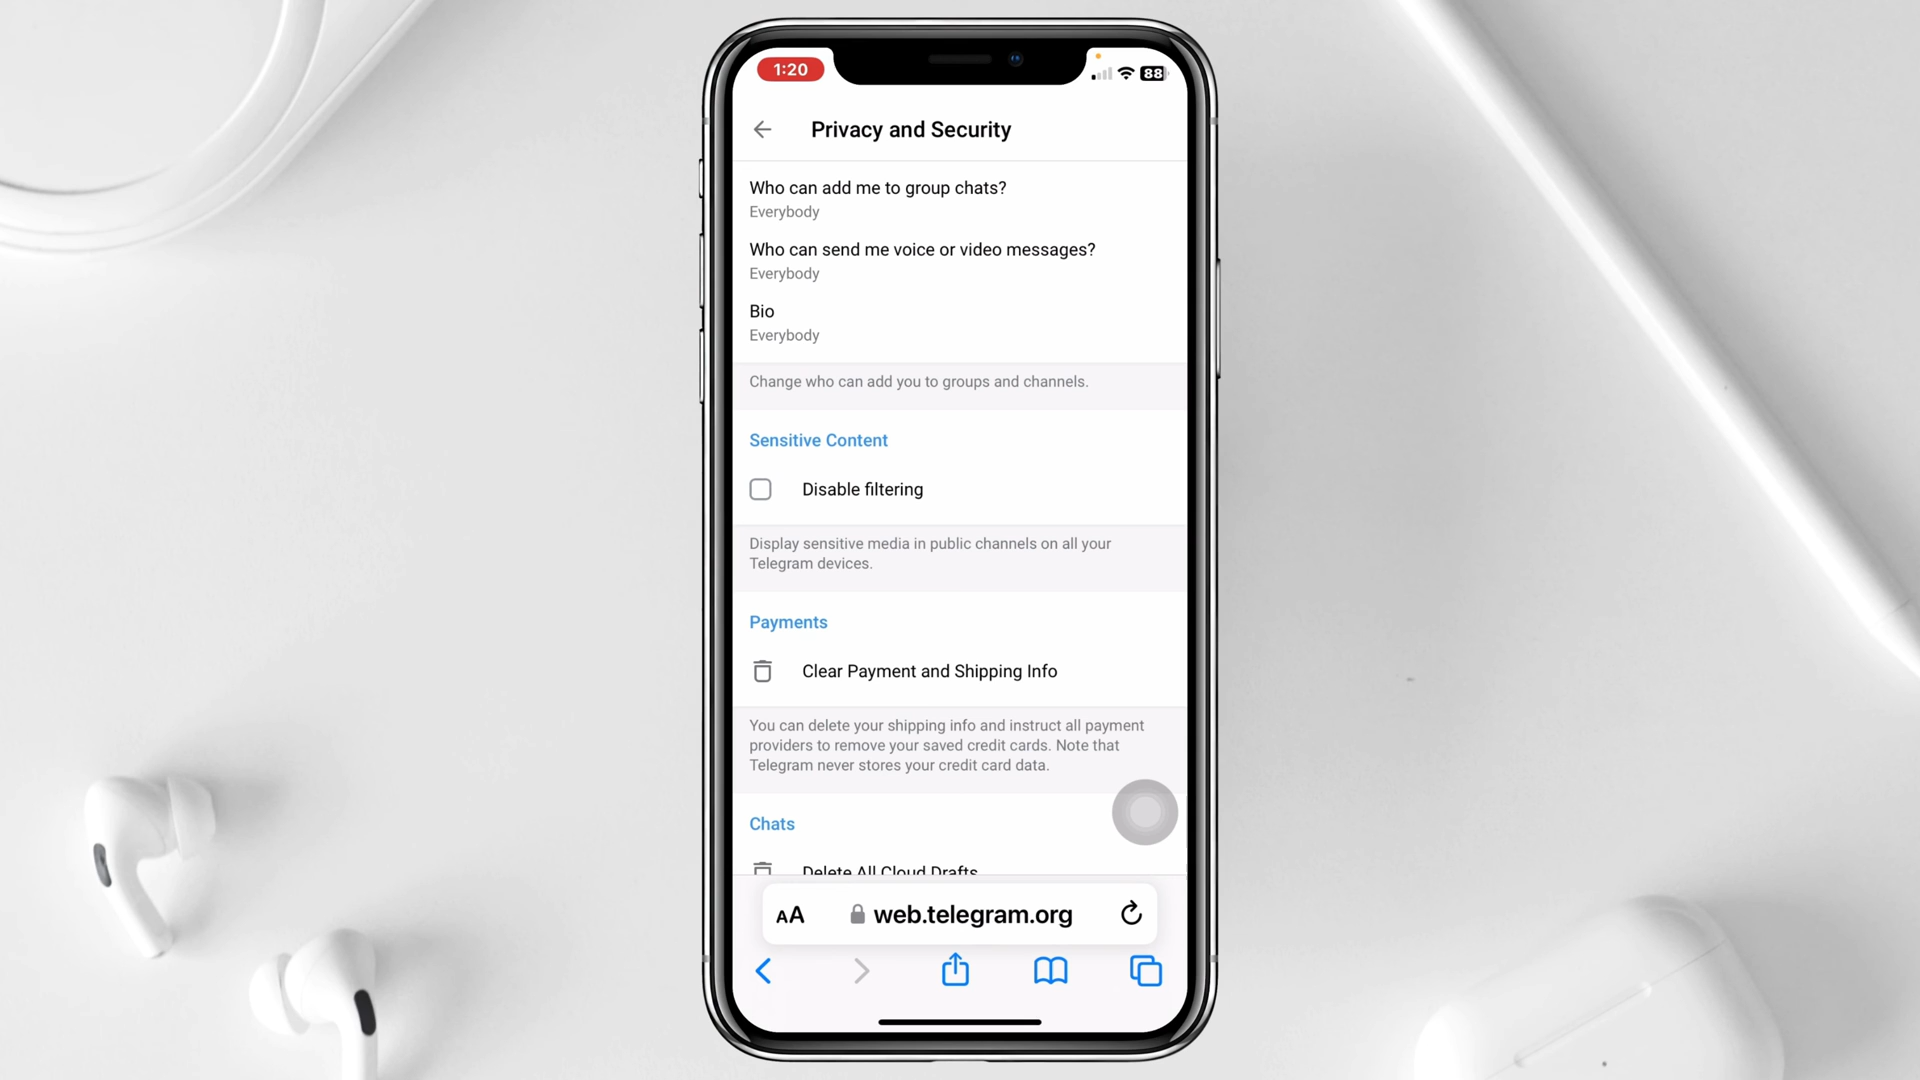 1:20
88
Privacy and Security
Who can add me to group chats?
Everybody
Who can send me voice or video messages?
Everybody
Bio
Everybody
Change who can add you to groups and channels.
Sensitive Content
Disable filtering
Display sensitive media in public channels on all your
Telegram devices.
Payments
Clear Payment and Shipping Info
You can delete your shipping info and instruct all payment
providers to remove your saved credit cards. Note that
Telegram never stores your credit card data.
Chats
Delete All Cloud Drafts
AA web.telegram.org